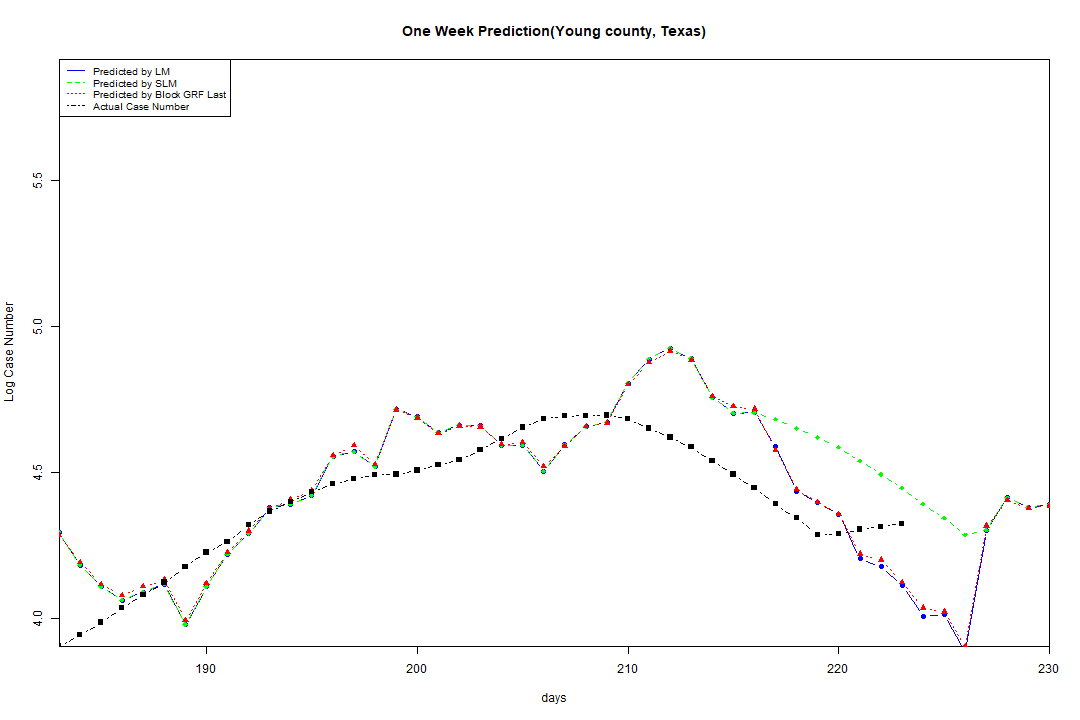 One Week Prediction(Young county, Texas)
Predicted by LM
Predicted by SLM
Predicted by Block GRF Last
Actual Case Number
5.5
5.0
4.5
4.0
Log Case Number
190
200
210
220
230
days